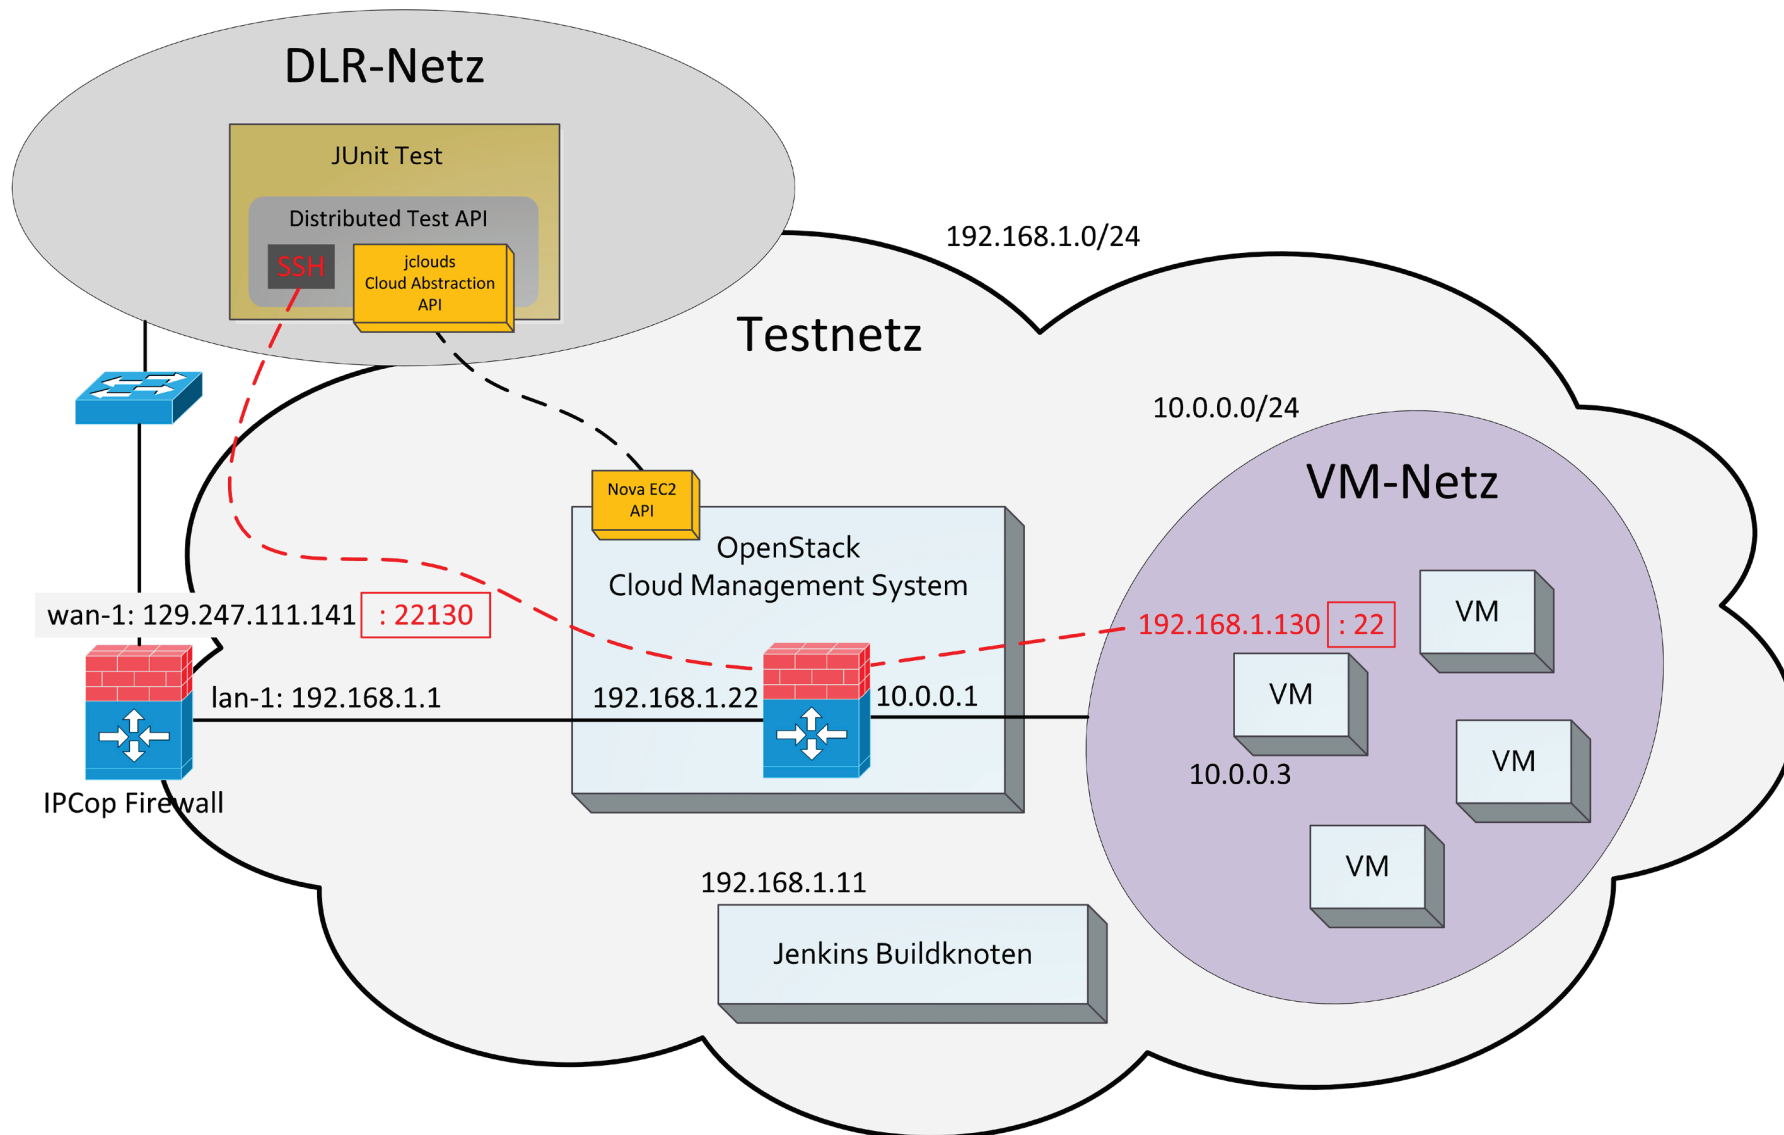 DLR-Netz
JUnit Test
Distributed Test API
SSH
jclouds
Cloud Abstraction
API
192.168.1.0/24
Testnetz
10.0.0.0/24
VM-Netz
Nova EC2
API
OpenStack
Cloud Management System
wan-1: 129.247.111.141 : 22130
192.168.1.130 : 22
VM
VM
lan-1: 192.168.1.1
192.168.1.22
10.0.0.1
VM
10.0.0.3
IPCop Firewall
VM
192.168.1.11
Jenkins Buildknoten